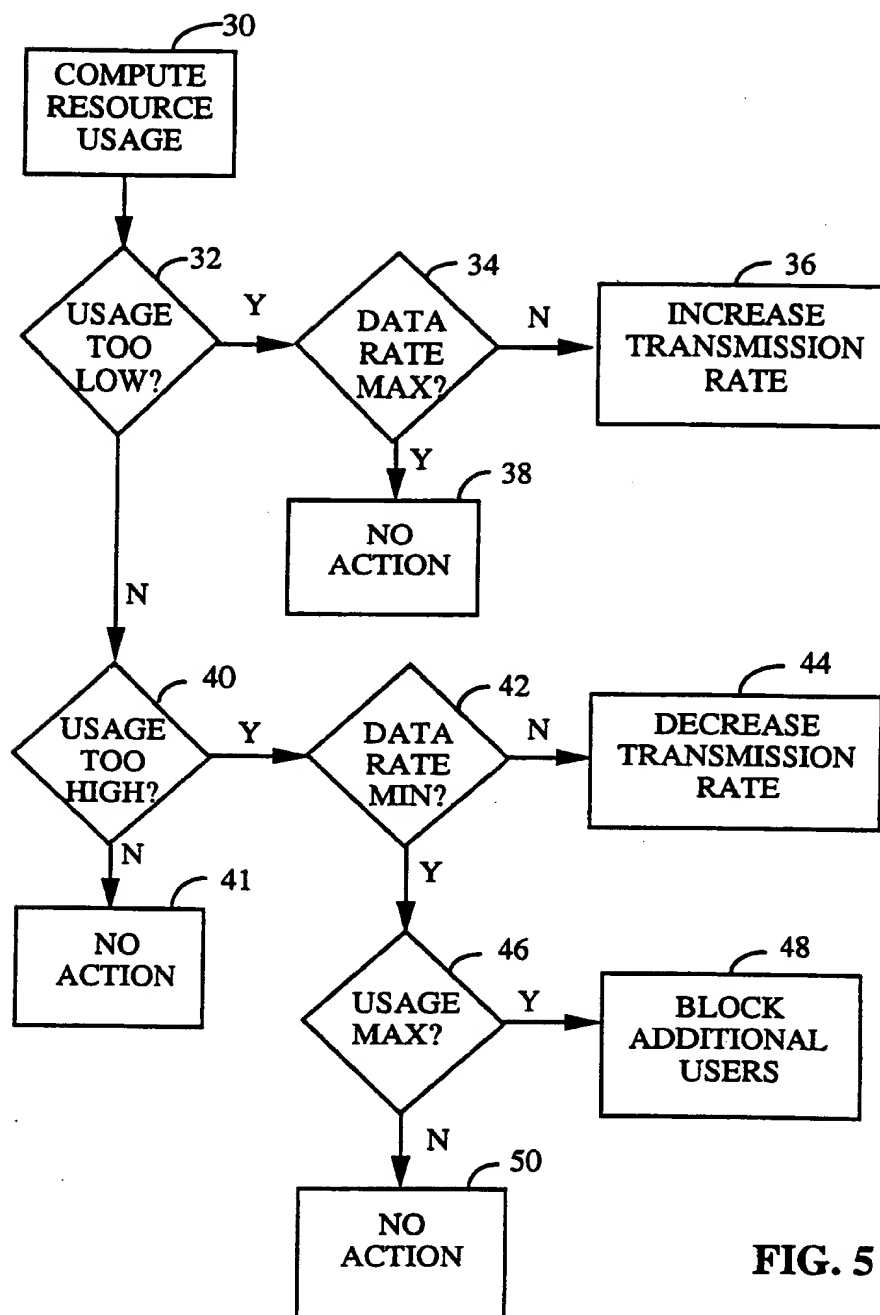 30
COMPUTE
RESOURCE
USAGE
32
USAGE
TOO
LOW?
Y
34
DATA
RATE
MAX?
N
36
INCREASE
TRANSMISSION
RATE
Y
38
NO
ACTION
N
40
USAGE
TOO
HIGH?
Y
42
DATA
RATE
MIN?
N
44
DECREASE
TRANSMISSION
RATE
N
41
NO
ACTION
Y
46
USAGE
MAX?
Y
48
BLOCK
ADDITIONAL
USERS
N
50
NO
ACTION
FIG. 5